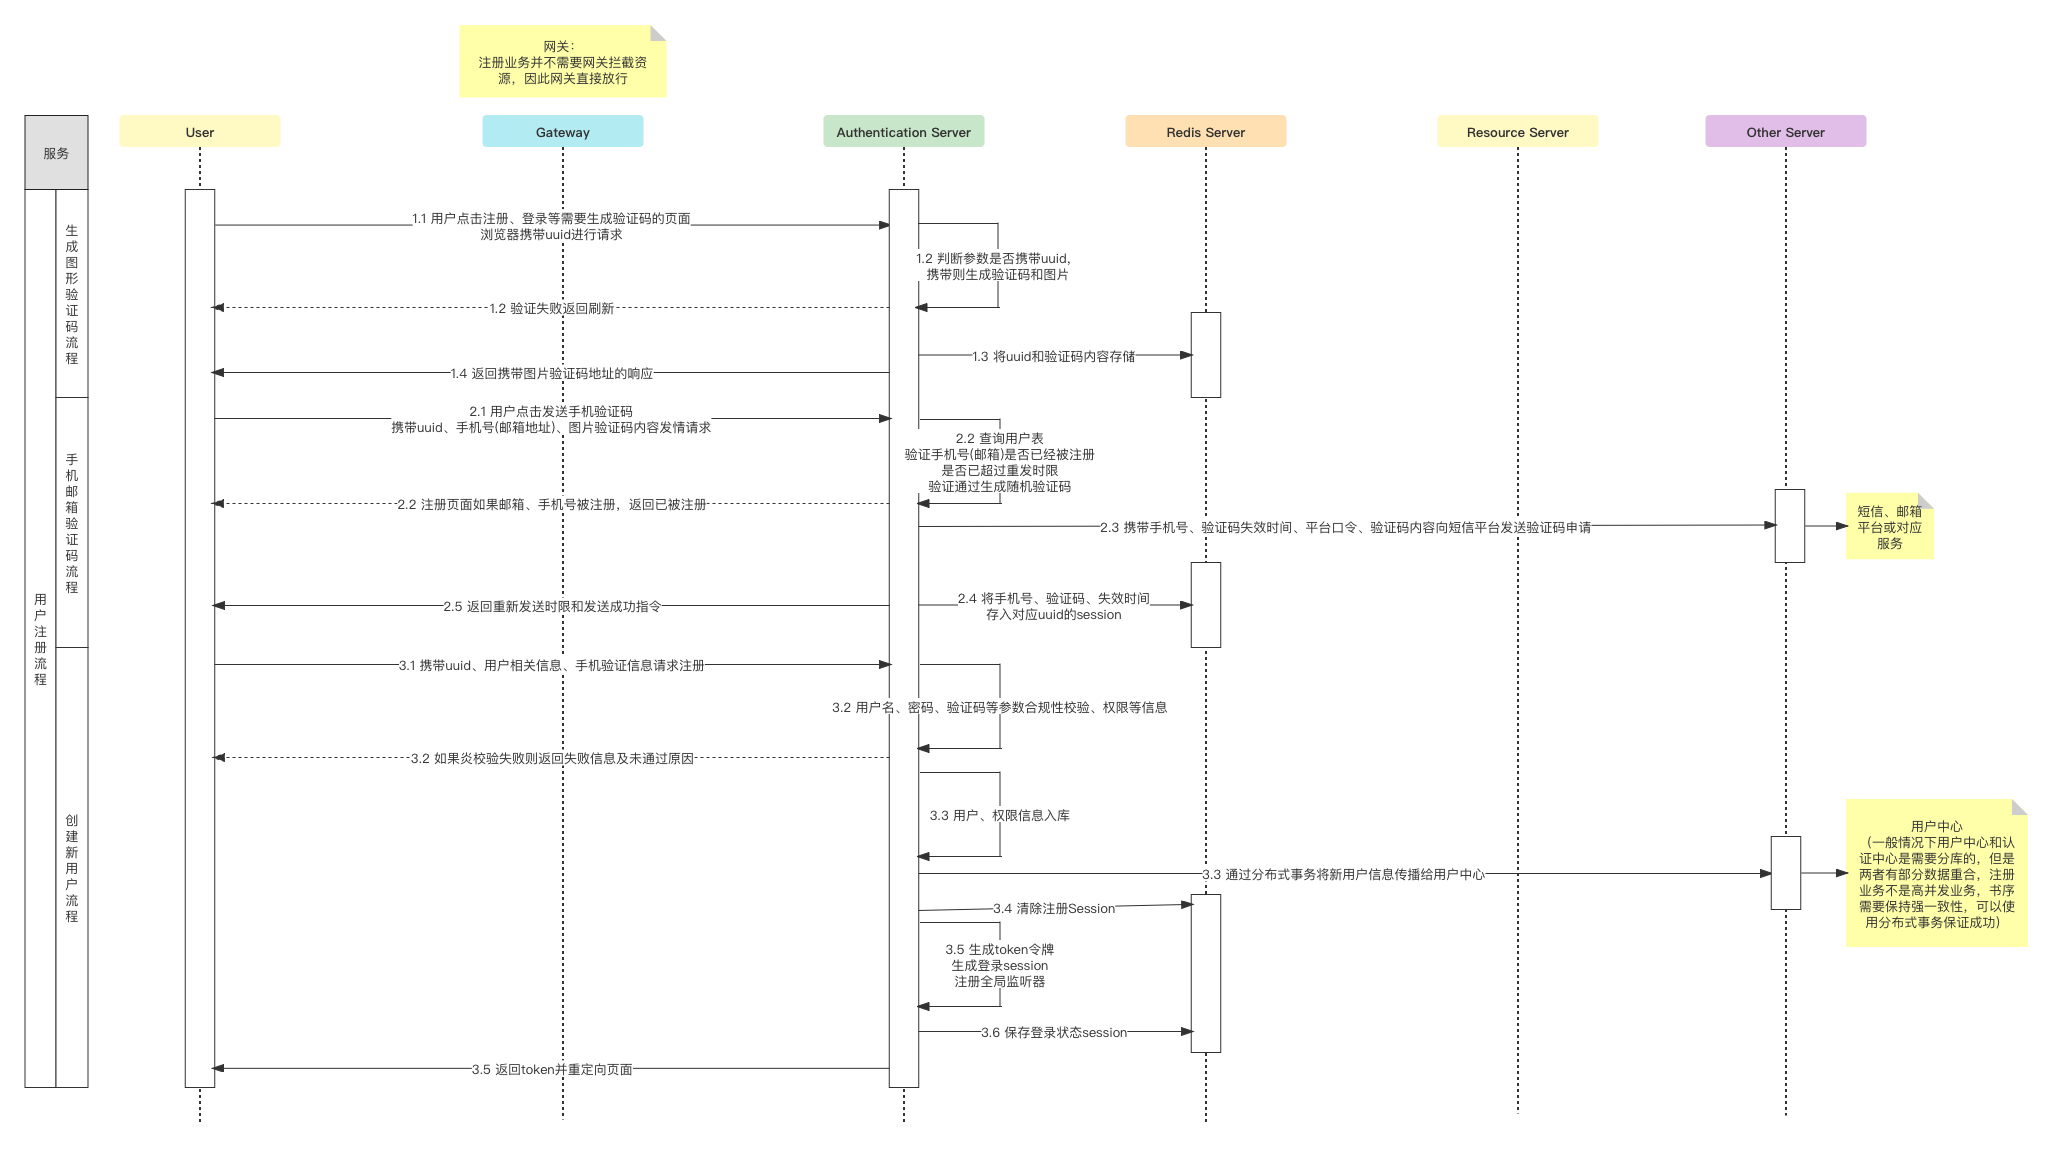 网关：
注册业务并不需要网关拦截资
源，因此网关直接放行
服务
User
Gateway
Authentication Server
Redis Server
Resource Server
Other Server
用户注册流程
生成图形验证码流程
1.1 用户点击注册、登录等需要生成验证码的页面
浏览器携带uuid进行请求
1.2 判断参数是否携带uuid,
携带则生成验证码和图片
1.2 验证失败返回刷新
1.3 将uuid和验证码内容存储
1.4 返回携带图片验证码地址的响应
手机邮箱验证码流程
2.1 用户点击发送手机验证码
携带uuid、手机号(邮箱地址)、图片验证码内容发情请求
2.2 查询用户表
验证手机号(邮箱)是否已经被注册
是否已超过重发时限
验证通过生成随机验证码
2.2 注册页面如果邮箱、手机号被注册，返回已被注册
2.3 携带手机号、验证码失效时间、平台口令、验证码内容向短信平台发送验证码申请
短信、邮箱
平台或对应
服务
2.4 将手机号、验证码、失效时间
存入对应uuid的session
2.5 返回重新发送时限和发送成功指令
创建新用户流程
3.1 携带uuid、用户相关信息、手机验证信息请求注册
3.2 用户名、密码、验证码等参数合规性校验、权限等信息
3.2 如果炎校验失败则返回失败信息及未通过原因
3.3 用户、权限信息入库
3.3 通过分布式事务将新用户信息传播给用户中心
用户中心
（一般情况下用户中心和认
证中心是需要分库的，但是
两者有部分数据重合，注册
业务不是高并发业务，书序
需要保持强一致性，可以使
用分布式事务保证成功）
3.4 清除注册Session
3.5 生成token令牌
生成登录session
注册全局监听器
3.6 保存登录状态session
3.5 返回token并重定向页面